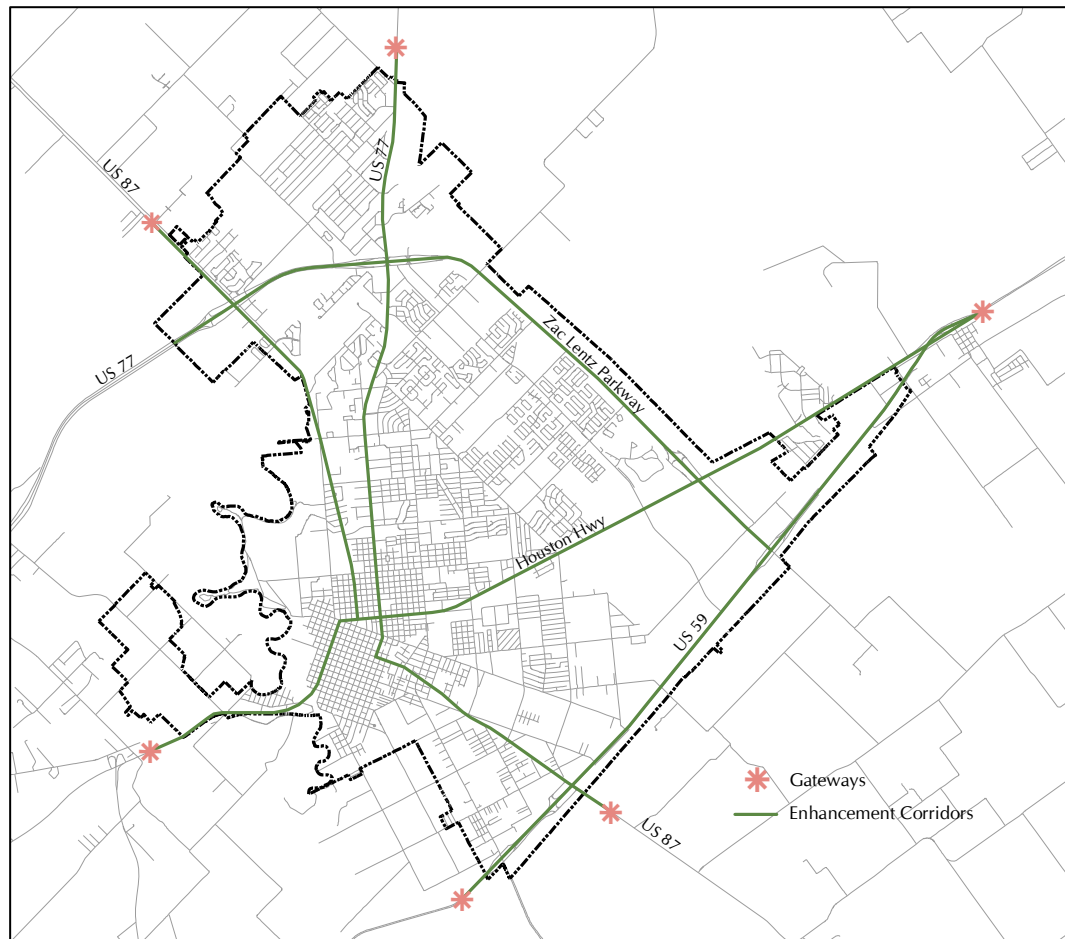 US 77
US 87
US 77
Zac Lentz Parkway
Houston Hwy
US 59
Gateways
Enhancement Corridors
US 87